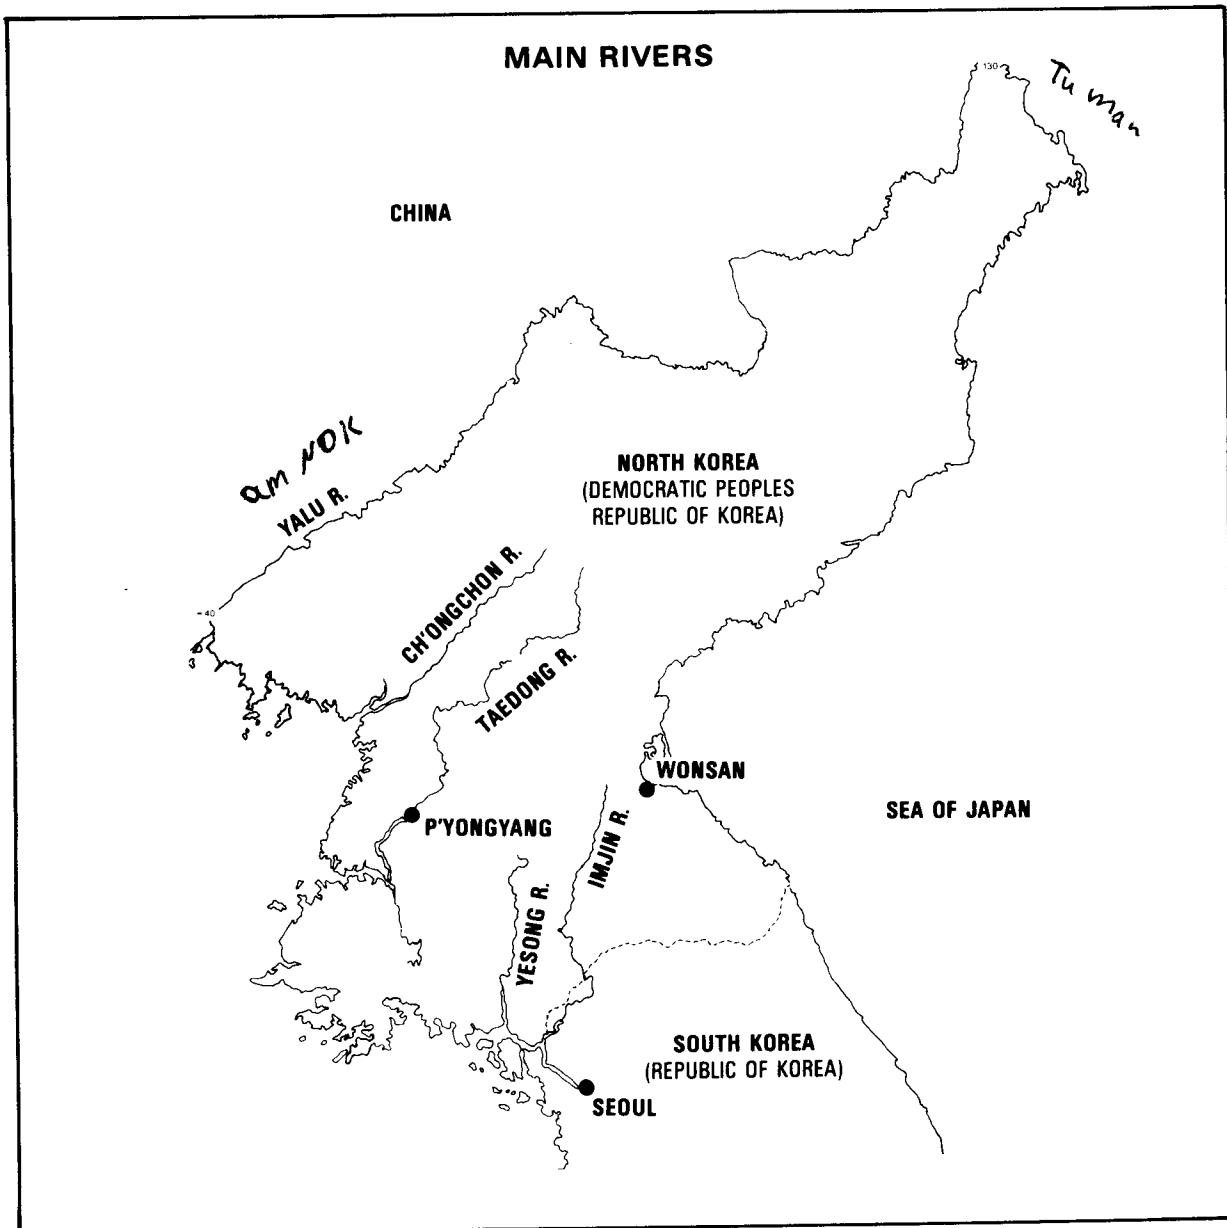 MAIN RIVERS
130
Tu man
CHINA
am NOK
YALU R.
NORTH KOREA
(DEMOCRATIC PEOPLES
REPUBLIC OF KOREA)
CH'ONGCHON R.
40
TAEDONG R.
WONSAN
SEA OF JAPAN
P'YONGYANG
IMJIN R.
YESONG R.
SOUTH KOREA
(REPUBLIC OF KOREA)
SEOUL